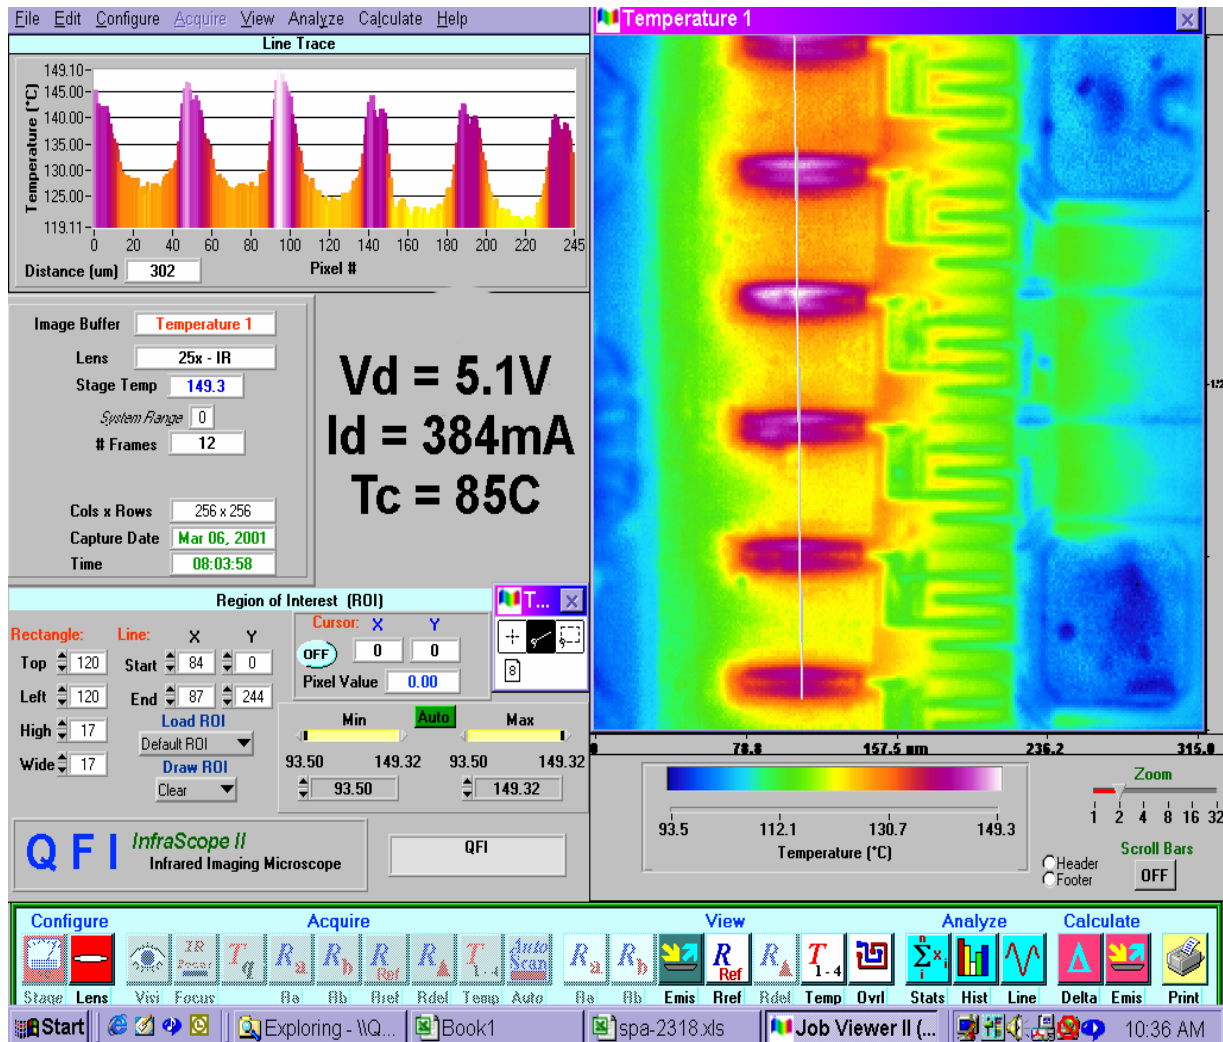 File Edit Configure Acquire View Analyze Calculate Help
Line Trace
149.10
145.00
140.00
135.00
130.00
125.00
119.11
Temperature (°C)
0 20 40 60 80 100 120 140 160 180 200 220 245
Distance (um) 302 Pixel #
Image Buffer Temperature 1
Lens 25x - IR
Stage Temp 149.3
System Range 0
# Frames 12
Cols x Rows 256 x 256
Capture Date Mar 06, 2001
Time 08:03:58
Vd = 5.1V
Id = 384mA
Tc = 85C
Temperature 1
0 78.8 157.5 um 236.2 315.0
93.5 112.1 130.7 149.3
Temperature (°C)
Zoom
1 2 4 8 16 32
Scroll Bars
Header
Footer
OFF
Region of Interest (ROI)
T...
Rectangle: Line: X Y
Top 120 Start 84 0
Left 120 End 87 244
High 17 Load ROI
Default ROI
Wide 17 Draw ROI
Clear
Cursor: X Y
OFF 0 0
Pixel Value 0.00
8
Min Auto Max
93.50 149.32 93.50 149.32
93.50 149.32
QFI InfraScope II
Infrared Imaging Microscope
QFI
Configure Acquire View Analyze Calculate
Stage Lens Visi Focus Ra Rb Rref Rdel Temp Auto Ra Rb Emis Rref Rdel Temp Ovrl Stats Hist Line Delta Emis Print
Start Exploring - \\Q... Book1 spa-2318.xls Job Viewer II (... 10:36 AM